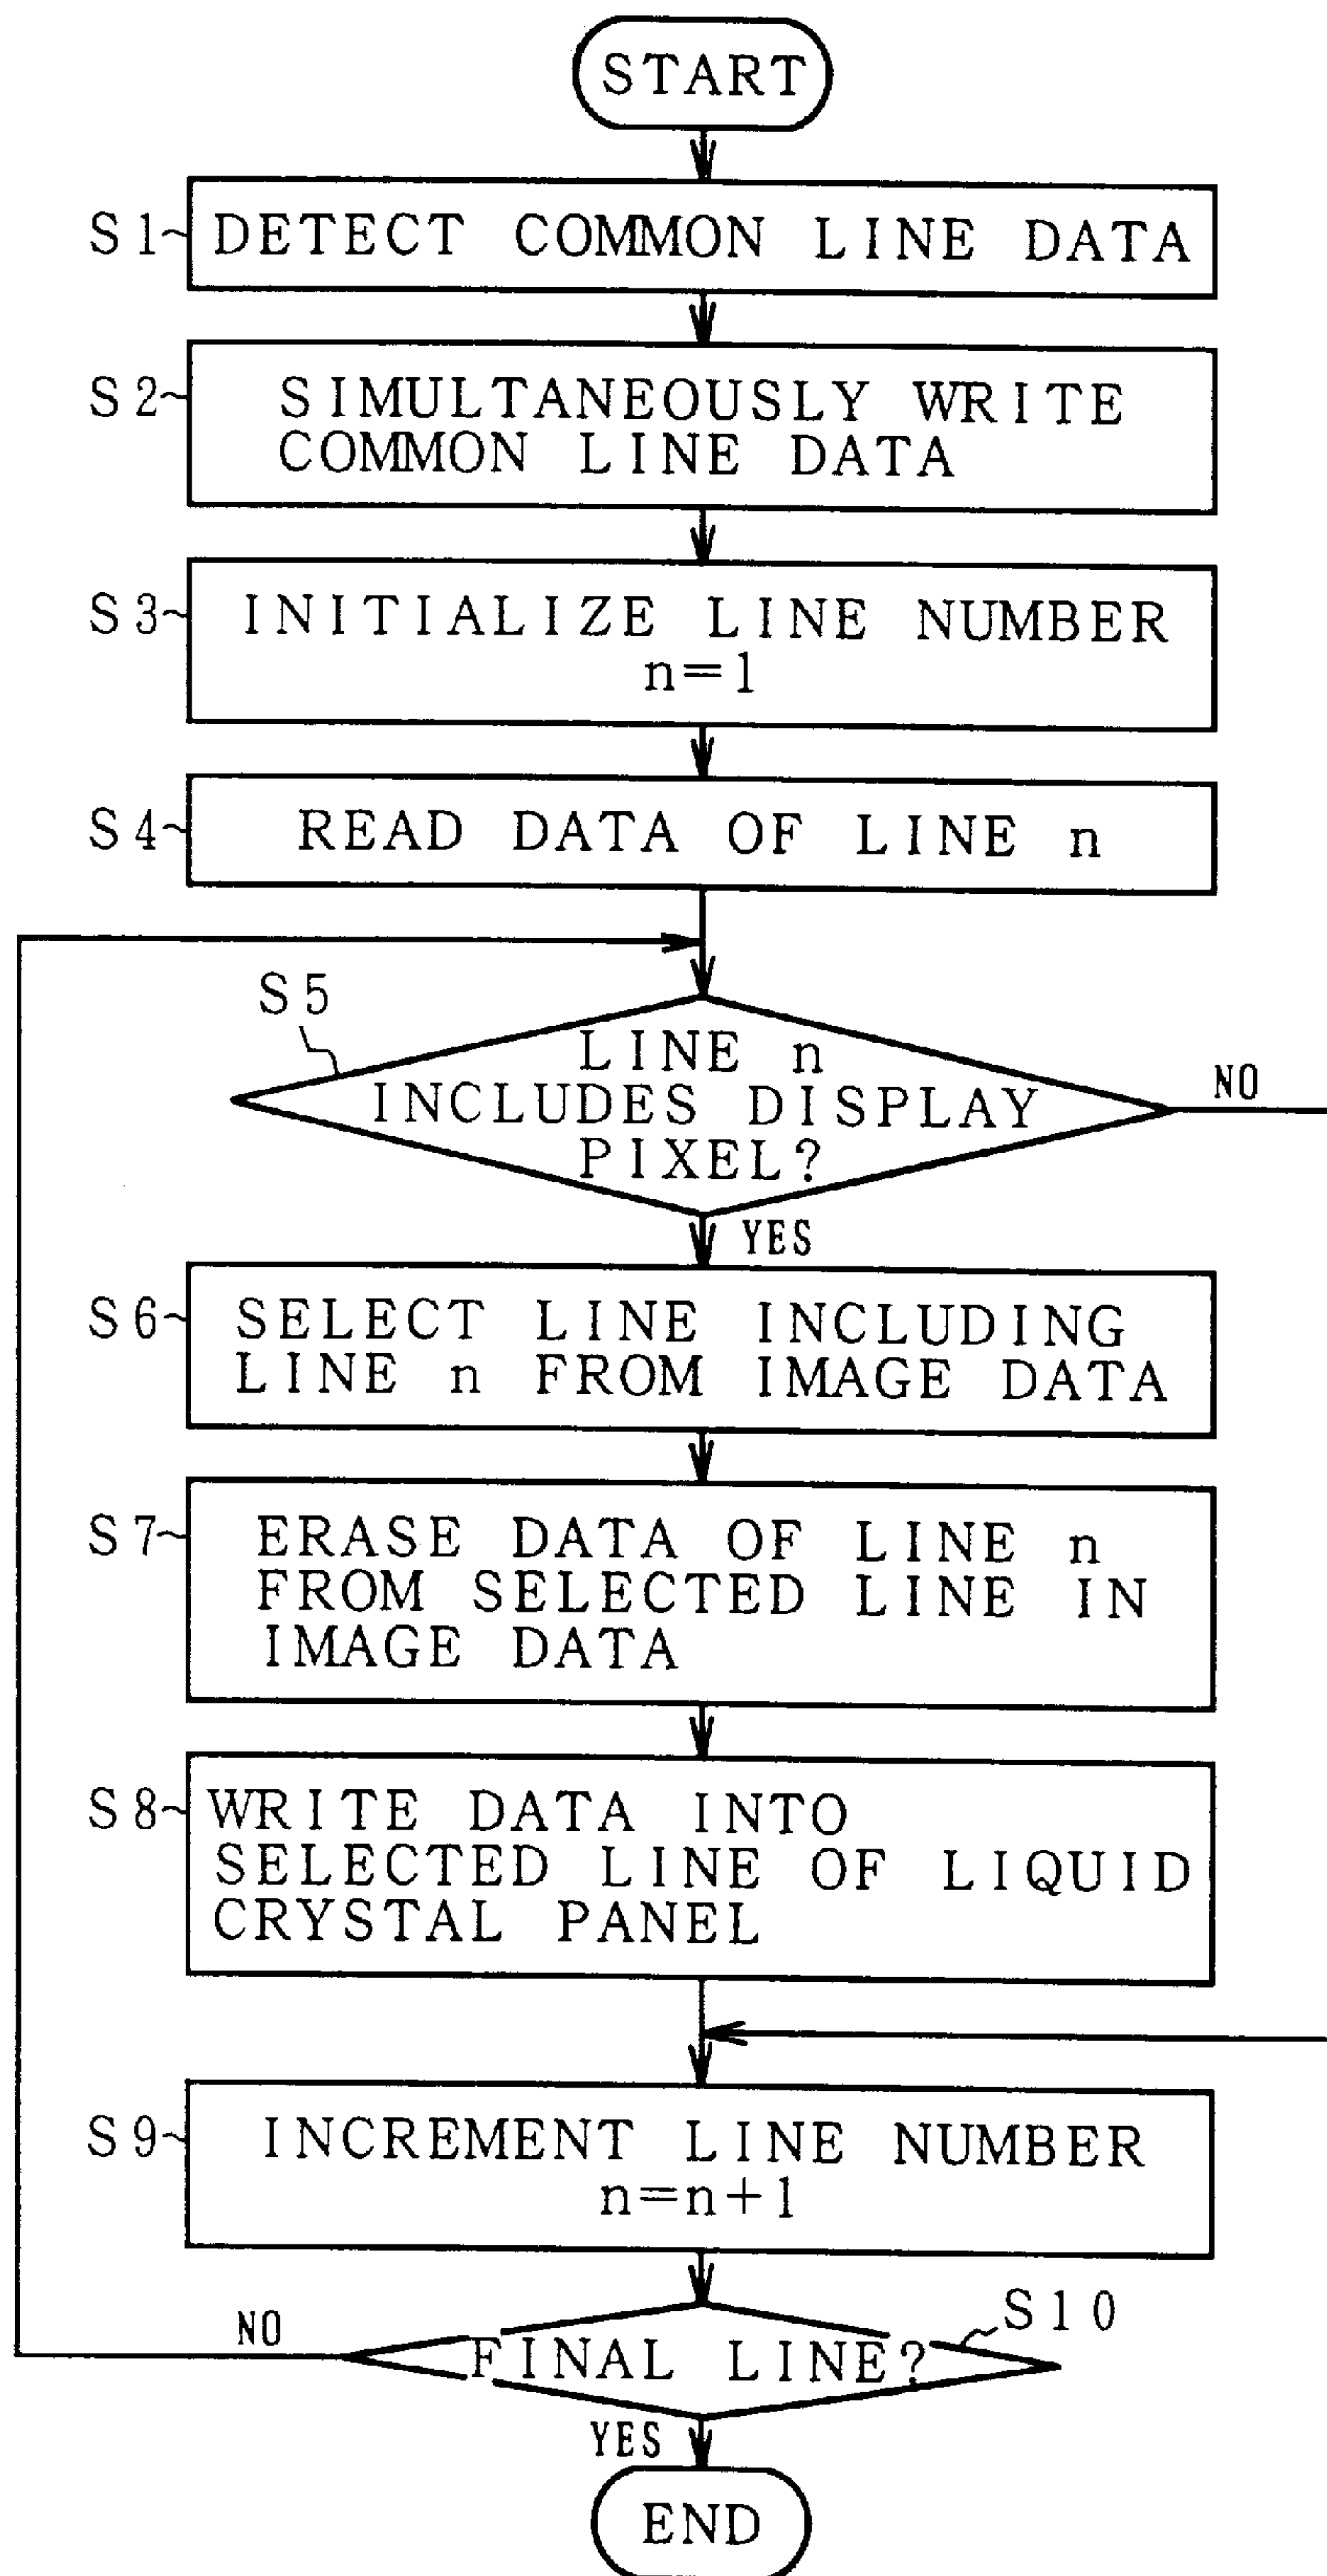 START
S1 DETECT COMMON LINE DATA
S2 SIMULTANEOUSLY WRITE
COMMON LINE DATA
S3 INITIALIZE LINE NUMBER
n=1
S4 READ DATA OF LINE n
S5
LINE n
INCLUDES DISPLAY
PIXEL?
NO
YES
S6 SELECT LINE INCLUDING
LINE n FROM IMAGE DATA
S7 ERASE DATA OF LINE n
FROM SELECTED LINE IN
IMAGE DATA
S8 WRITE DATA INTO
SELECTED LINE OF LIQUID
CRYSTAL PANEL
S9 INCREMENT LINE NUMBER
n=n+1
S10
NO
FINAL LINE?
YES
END